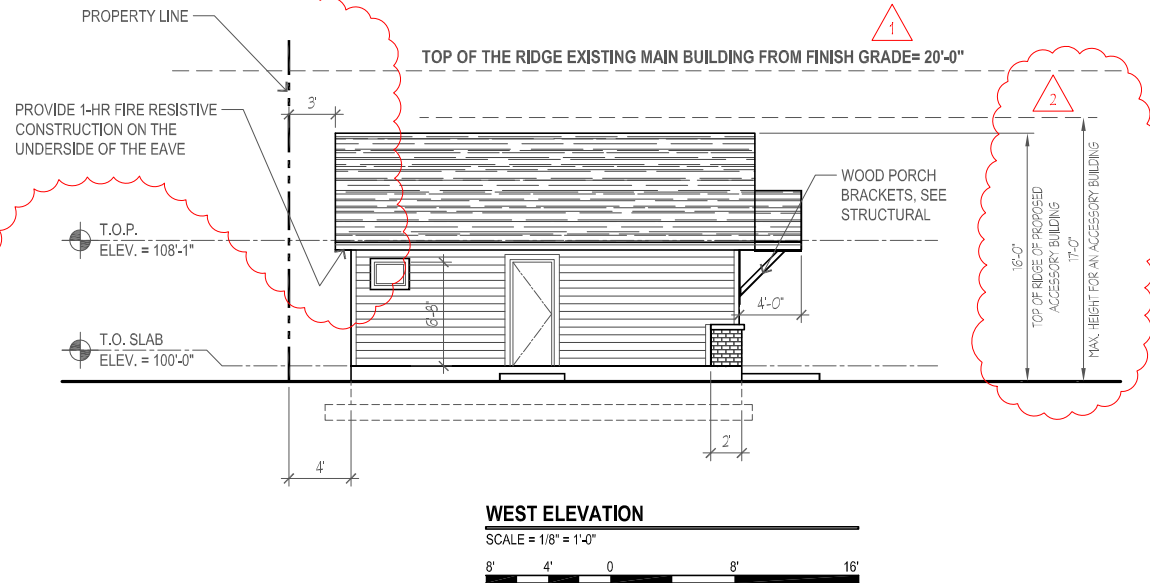 PROPERTY LINE
1
TOP OF THE RIDGE EXISTING MAIN BUILDING FROM FINISH GRADE= 20'-0"
2
3'
PROVIDE 1-HR FIRE RESISTIVE
CONSTRUCTION ON THE
UNDERSIDE OF THE EAVE
WOOD PORCH
BRACKETS, SEE
STRUCTURAL
T.O.P.
ELEV. = 108'-1"
16'-0"
TOP OF RIDGE OF PROPOSED
ACCESSORY BUILDING
17'-0"
MAX. HEIGHT FOR AN ACCESSORY BUILDING
6'-8"
4'-0"
T.O. SLAB
ELEV. = 100'-0"
2'
4'
WEST ELEVATION
SCALE = 1/8" = 1'-0"
8' 4' 0 8' 16'